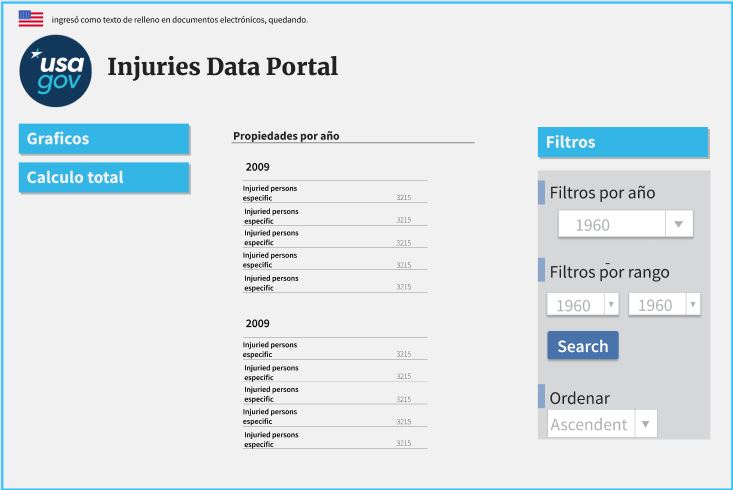 ingresó como texto de relleno en documentos electrónicos, quedando.
usa
gov
Injuries Data Portal
Graficos
Calculo total
Propiedades por año
2009
Injuried persons
especific
3215
Injuried persons
especific
3215
Injuried persons
especific
3215
Injuried persons
especific
3215
Injuried persons
especific
3215
2009
Injuried persons
especific
3215
Injuried persons
especific
3215
Injuried persons
especific
3215
Injuried persons
especific
3215
Injuried persons
especific
3215
Filtros
Filtros por año
1960
Filtros por rango
1960 1960
Search
Ordenar
Ascendent